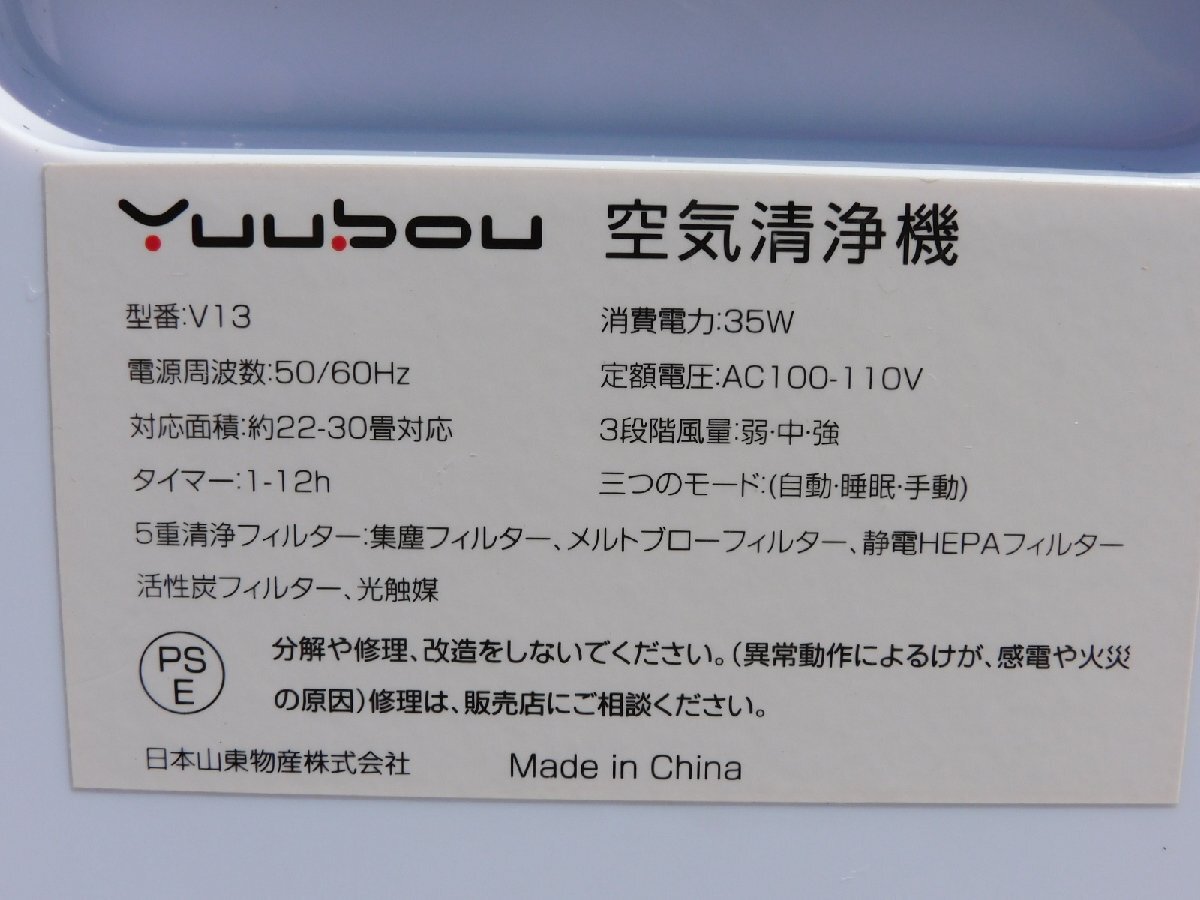 Yuubou 空気清浄機
型番:V13 消費電力:35W
電源周波数:50/60Hz 定額電圧:AC100-110V
対応面積:約22-30畳対応 3段階風量:弱·中·強
タイマー:1-12h 三つのモード:(自動·睡眠·手動)
5重清浄フィルター:集塵フィルター、メルトブローフィルター、静電HEPAフィルター
活性炭フィルター、光触媒
PS
E
分解や修理、改造をしないでください。(異常動作によるけが、感電や火災
の原因)修理は、販売店にご相談ください。
日本山東物産株式会社 Made in China